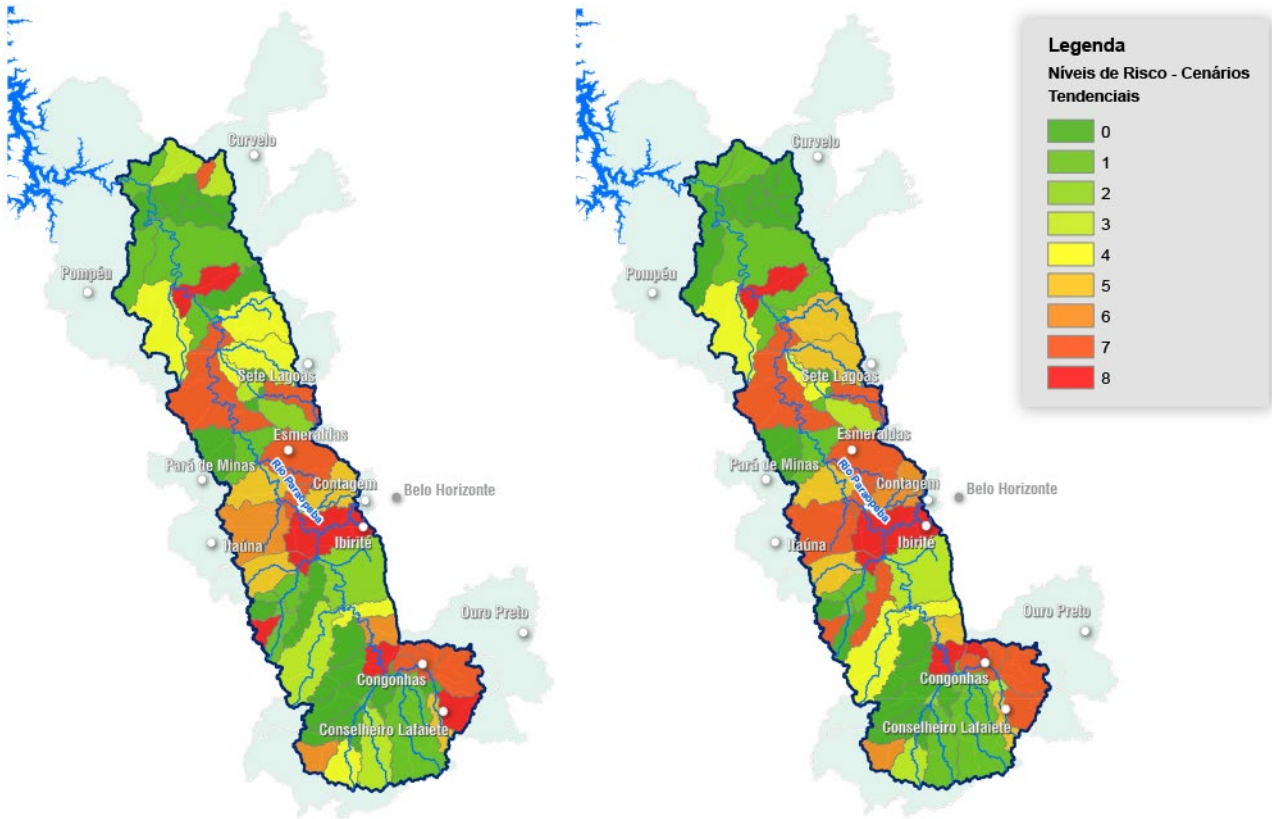 Curvelo
Pompéu
Sete Lagoas
Esmeraldas
Pará de Minas
Rio Paraopeba
Contagem
Belo Horizonte
Itaúna
Ibirité
Ouro Preto
Congonhas
Conselheiro Lafaiete
Curvelo
Pompéu
Sete Lagoas
Esmeraldas
Pará de Minas
Rio Paraopeba
Contagem
Belo Horizonte
Itaúna
Ibirité
Ouro Preto
Congonhas
Conselheiro Lafaiete
Legenda
Níveis de Risco - Cenários
Tendenciais
0
1
2
3
4
5
6
7
8